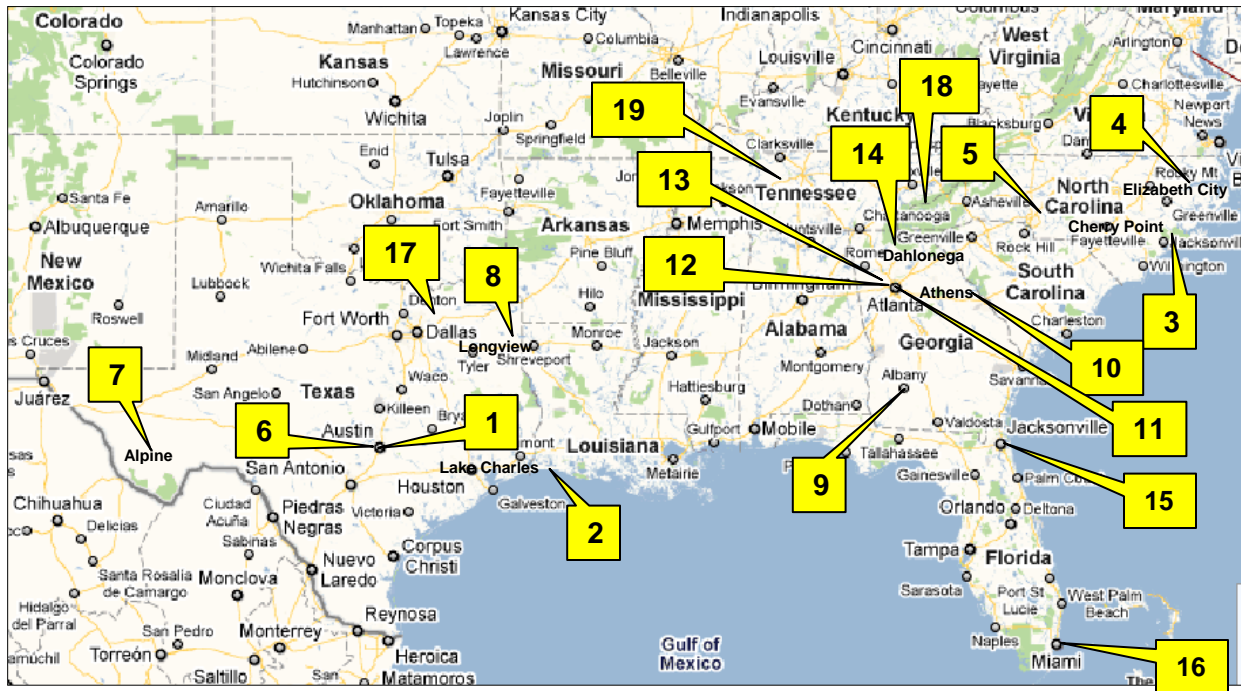 Colorado
Colorado
Springs
Manhattan
Topeka
Lawrence
Kansas City
Columbia
Kansas
Hutchinson
Wichita
Missouri
Belleville
Indianapolis
Louisville
Evansville
Cincinnati
West
Virginia
Arlington
Charlottesville
Newport
News
Blacksburg
Kentucky
18
19
4
5
14
13
12
Joplin
Springfield
Enid
Tulsa
Fayetteville
Clarksville
Tennessee
Rocky Mt
Elizabeth City
North
Carolina
Greenville
Cherry Point
Fayetteville
Jacksonville
Wilmington
Santa Fe
Albuquerque
Amarillo
Oklahoma
Fort Smith
Arkansas
Memphis
Chattanooga
Asheville
Greenville
Rock Hill
Dahlonega
New
Mexico
Roswell
Lubbock
Wichita Falls
17
8
Pine Bluff
Hilo
Mississippi
Rome
Atlanta
Athens
South
Carolina
Charleston
3
Denton
Fort Worth
Dallas
Longview
Shreveport
Monroe
Jackson
Alabama
Montgomery
Georgia
10
11
Cruces
Juárez
Midland
Abilene
Tyler
Waco
7
San Angelo
Texas
Killeen
Hattiesburg
Dothan
Albany
Valdosta
Jacksonville
6
1
Austin
Alpine
San Antonio
Lake Charles
Louisiana
Gulfport
Mobile
Metairie
Tallahassee
Gainesville
9
15
Houston
Galveston
2
Chihuahua
Delicias
Ciudad
Acuña
Piedras
Negras
Victoria
Sabinas
Nuevo
Laredo
Corpus
Christi
Orlando
Deltona
Tampa
Florida
Sarasota
Port St
Lucie
West Palm
Beach
Santa Rosalia
de Camargo
Monclova
Hidalgo
del Parral
San Pedro
Torreón
Monterrey
Saltillo
Reynosa
Heroica
Matamoros
Gulf of
Mexico
Naples
Miami
16
The